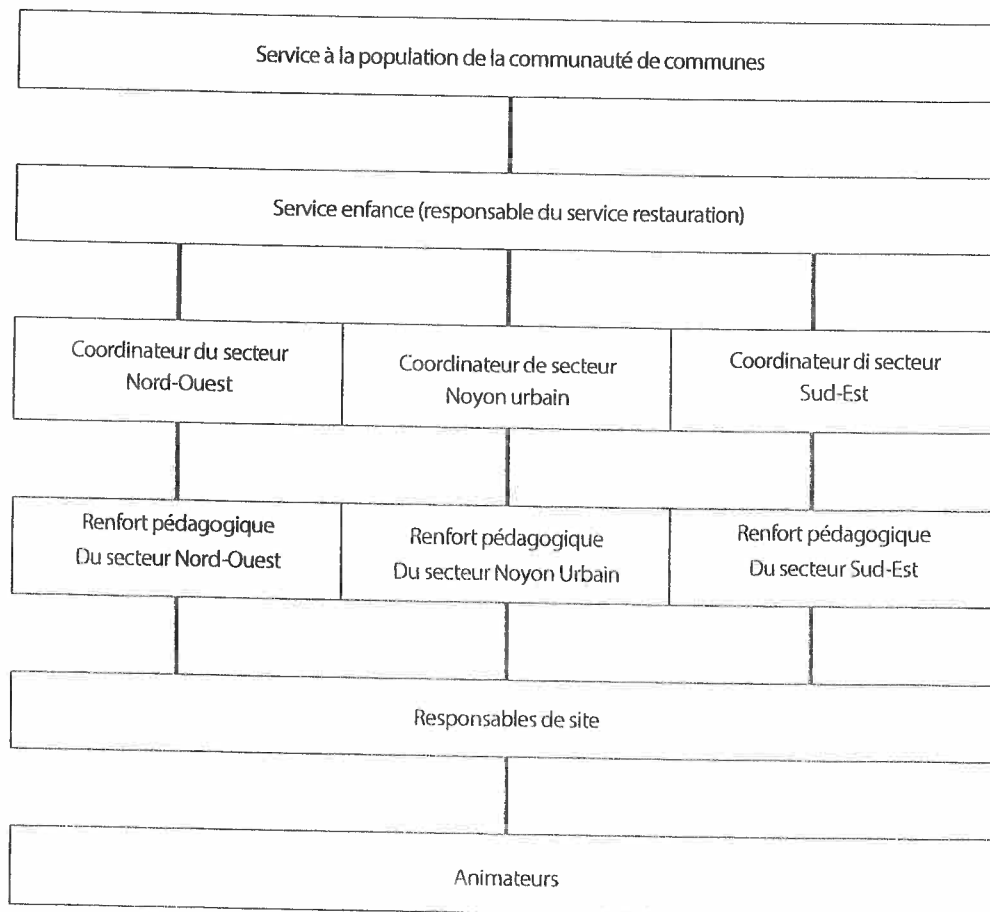 Service à la population de la communauté de communes
Service enfance (responsable du service restauration)
Coordinateur du secteur
Nord-Ouest
Coordinateur de secteur
Noyon urbain
Coordinateur di secteur
Sud-Est
Renfort pédagogique
Du secteur Nord-Ouest
Renfort pédagogique
Du secteur Noyon Urbain
Renfort pédagogique
Du secteur Sud-Est
Responsables de site
Animateurs